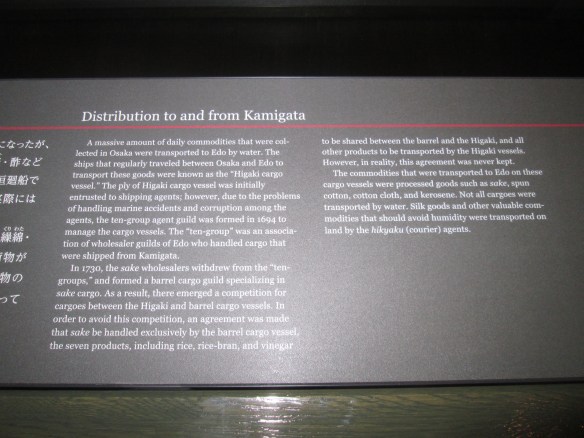 Distribution to and from Kamigata
になったが、
・酢など
垣廻船で
実際には
くり わた
繰綿・
物が
物の
って
A massive amount of daily commodities that were col-
lected in Osaka were transported to Edo by water. The
ships that regularly traveled between Osaka and Edo to
transport these goods were known as the “Higaki cargo
vessel.” The ply of Higaki cargo vessel was initially
entrusted to shipping agents; however, due to the problems
of handling marine accidents and corruption among the
agents, the ten-group agent guild was formed in 1694 to
manage the cargo vessels. The “ten-group” was an associa-
tion of wholesaler guilds of Edo who handled cargo that
were shipped from Kamigata.
In 1730, the sake wholesalers withdrew from the “ten-
groups,” and formed a barrel cargo guild specializing in
sake cargo. As a result, there emerged a competition for
cargoes between the Higaki and barrel cargo vessels. In
order to avoid this competition, an agreement was made
that sake be handled exclusively by the barrel cargo vessel,
the seven products, including rice, rice-bran, and vinegar
to be shared between the barrel and the Higaki, and all
other products to be transported by the Higaki vessels.
However, in reality, this agreement was never kept.
The commodities that were transported to Edo on these
cargo vessels were processed goods such as sake, spun
cotton, cotton cloth, and kerosene. Not all cargoes were
transported by water. Silk goods and other valuable com-
modities that should avoid humidity were transported on
land by the hikyaku (courier) agents.